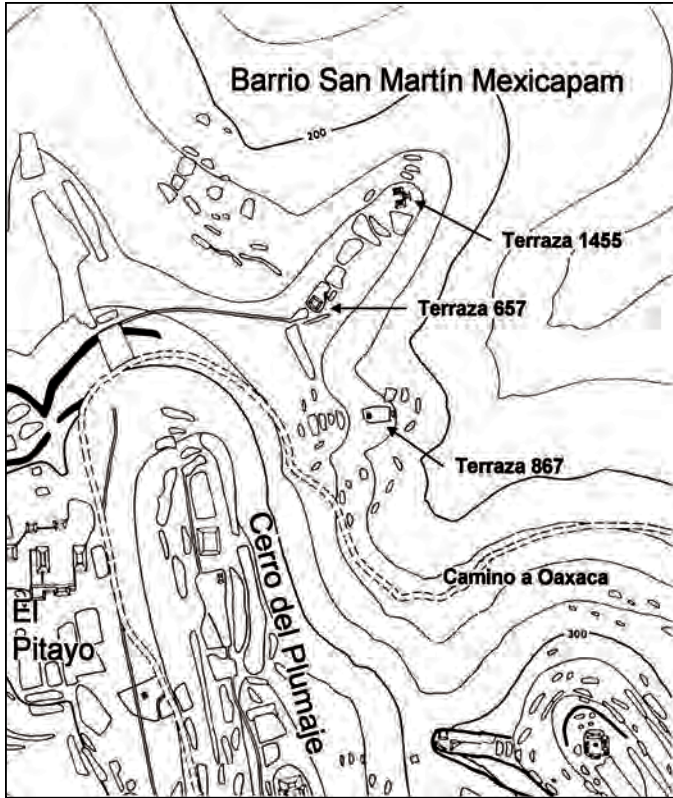 Barrio San Martín Mexicapam
200
Terraza 1455
Terraza 657
Terraza 867
Cerro del Plumaje
Camino a Oaxaca
El
Pitayo
300